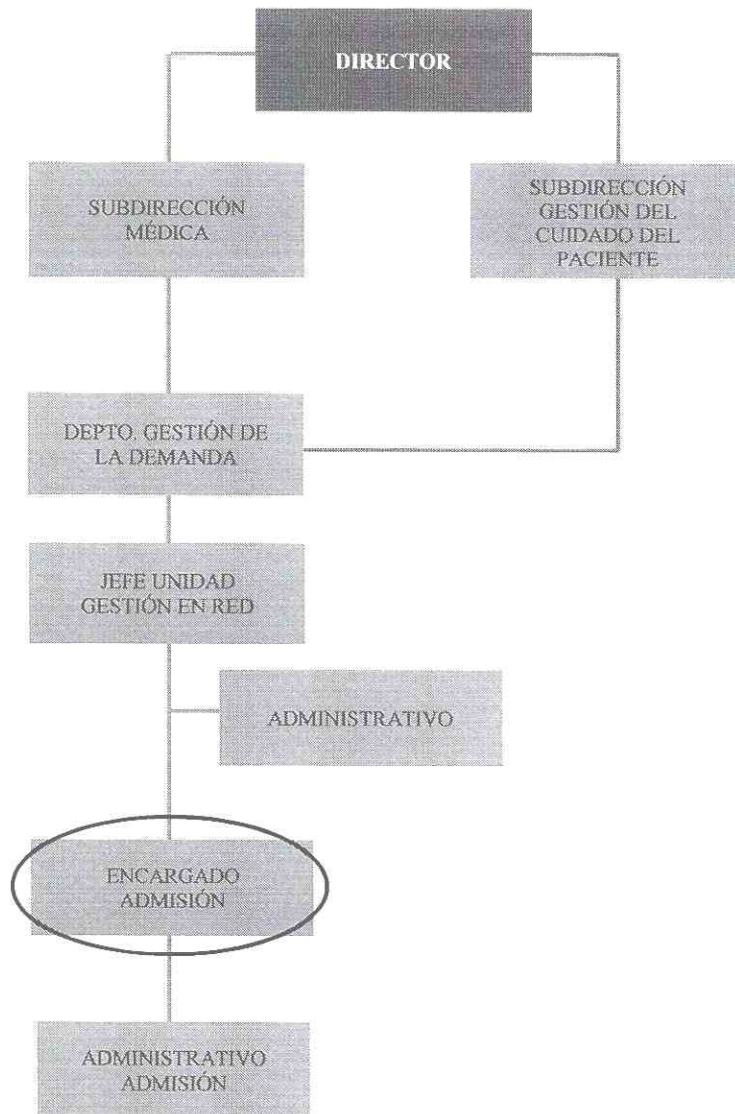 DIRECTOR
SUBDIRECCIÓN
MÉDICA
SUBDIRECCIÓN
GESTIÓN DEL
CUIDADO DEL
PACIENTE
DEPTO. GESTIÓN DE
LA DEMANDA
JEFE UNIDAD
GESTIÓN EN RED
ADMINISTRATIVO
ENCARGADO
ADMISIÓN
ADMINISTRATIVO
ADMISIÓN